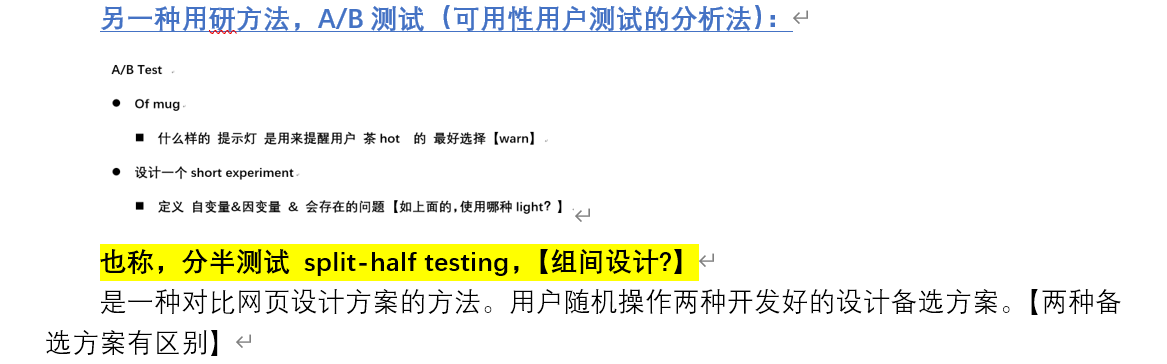 另一种用研方法，A/B 测试（可用性用户测试的分析法）：
A/B Test
● Of mug
■ 什么样的 提示灯 是用来提醒用户 茶 hot 的 最好选择【warn】
● 设计一个 short experiment
■ 定义 自变量&因变量 & 会存在的问题【如上面的，使用哪种 light？】
也称，分半测试 split-half testing，【组间设计?】
是一种对比网页设计方案的方法。用户随机操作两种开发好的设计备选方案。【两种备
选方案有区别】